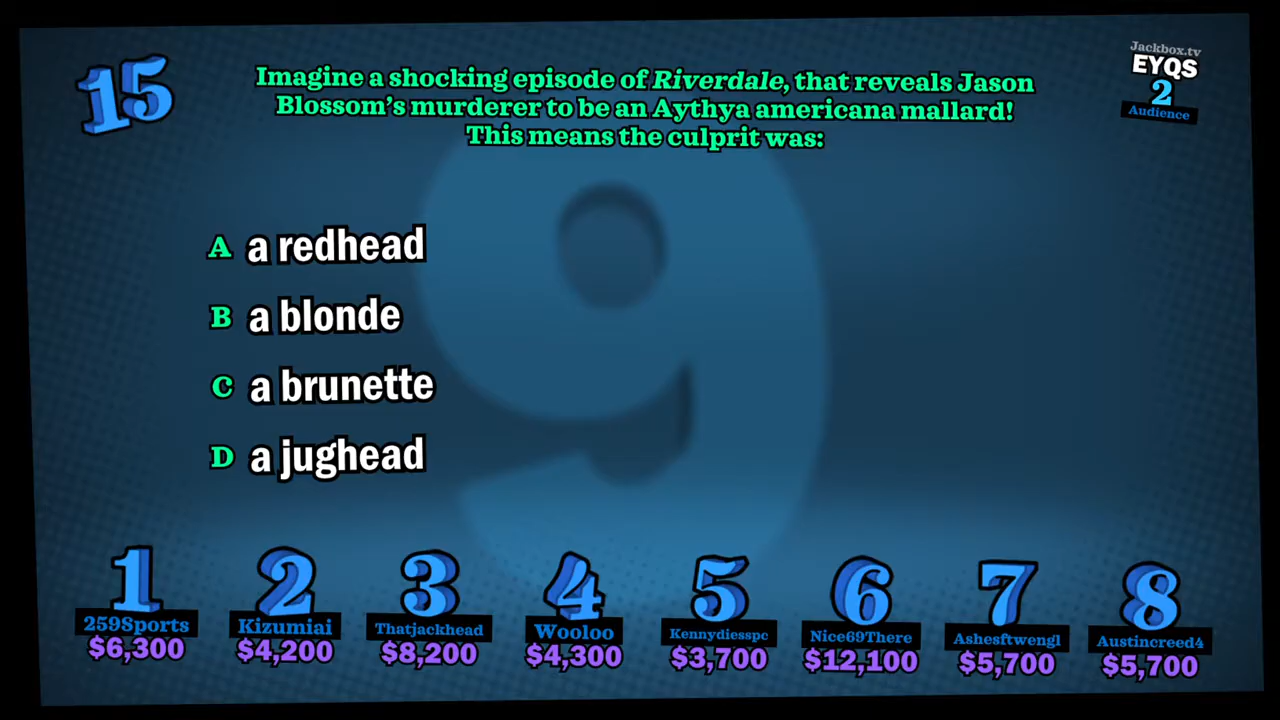 15
Imagine a shocking episode of Riverdale, that reveals Jason
Blossom's murderer to be an Aythya americana mallard!
This means the culprit was:
Jackbox.tv
EYQS
2
Audience
9
A a redhead
B a blonde
C a brunette
D a jughead
1 2 3 4 5 6 7 8
259Sports Kizumiai Thatjackhead Wooloo Kennydiesspc Nice69There Ashesftwengl Austincreed4
$6,300 $4,200 $8,200 $4,300 $3,700 $12,100 $5,700 $5,700